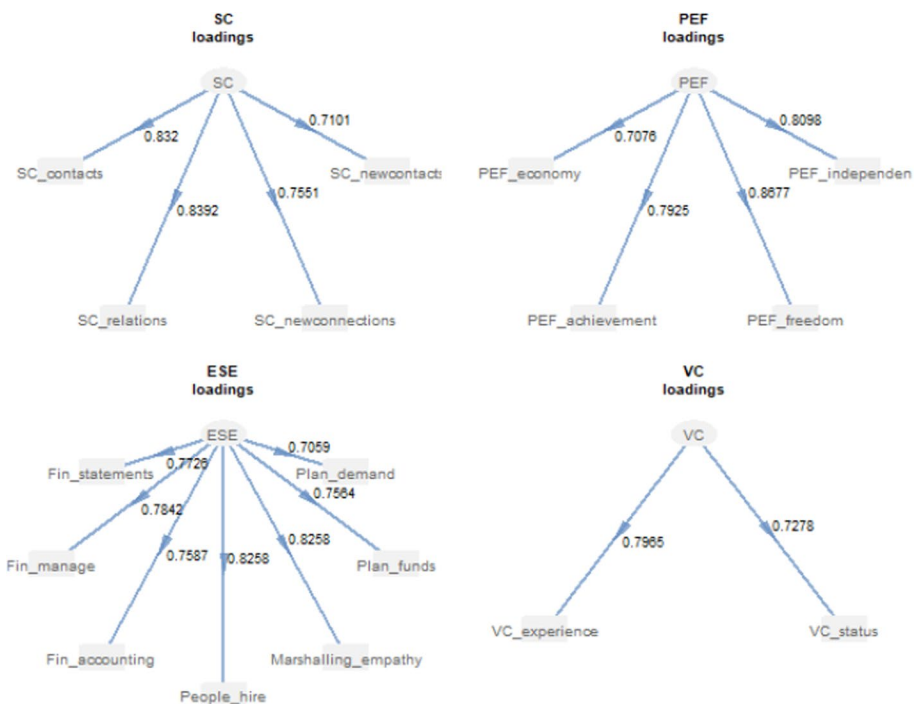 SC
loadings
SC
0.832
0.7101
SC_contacts
SC_newcontacts
0.8392
0.7551
SC_relations
SC_newconnections
PEF
loadings
PEF
0.7076
0.8098
PEF_economy
PEF_independen
0.7925
0.8677
PEF_achievement
PEF_freedom
ESE
loadings
ESE
0.7059
0.7726
Fin_statements
Plan_demand
0.7842
0.7564
0.7587
0.8258
0.8258
Fin_manage
Plan_funds
Fin_accounting
Marshalling_empathy
People_hire
VC
loadings
VC
0.7965
0.7278
VC_experience
VC_status